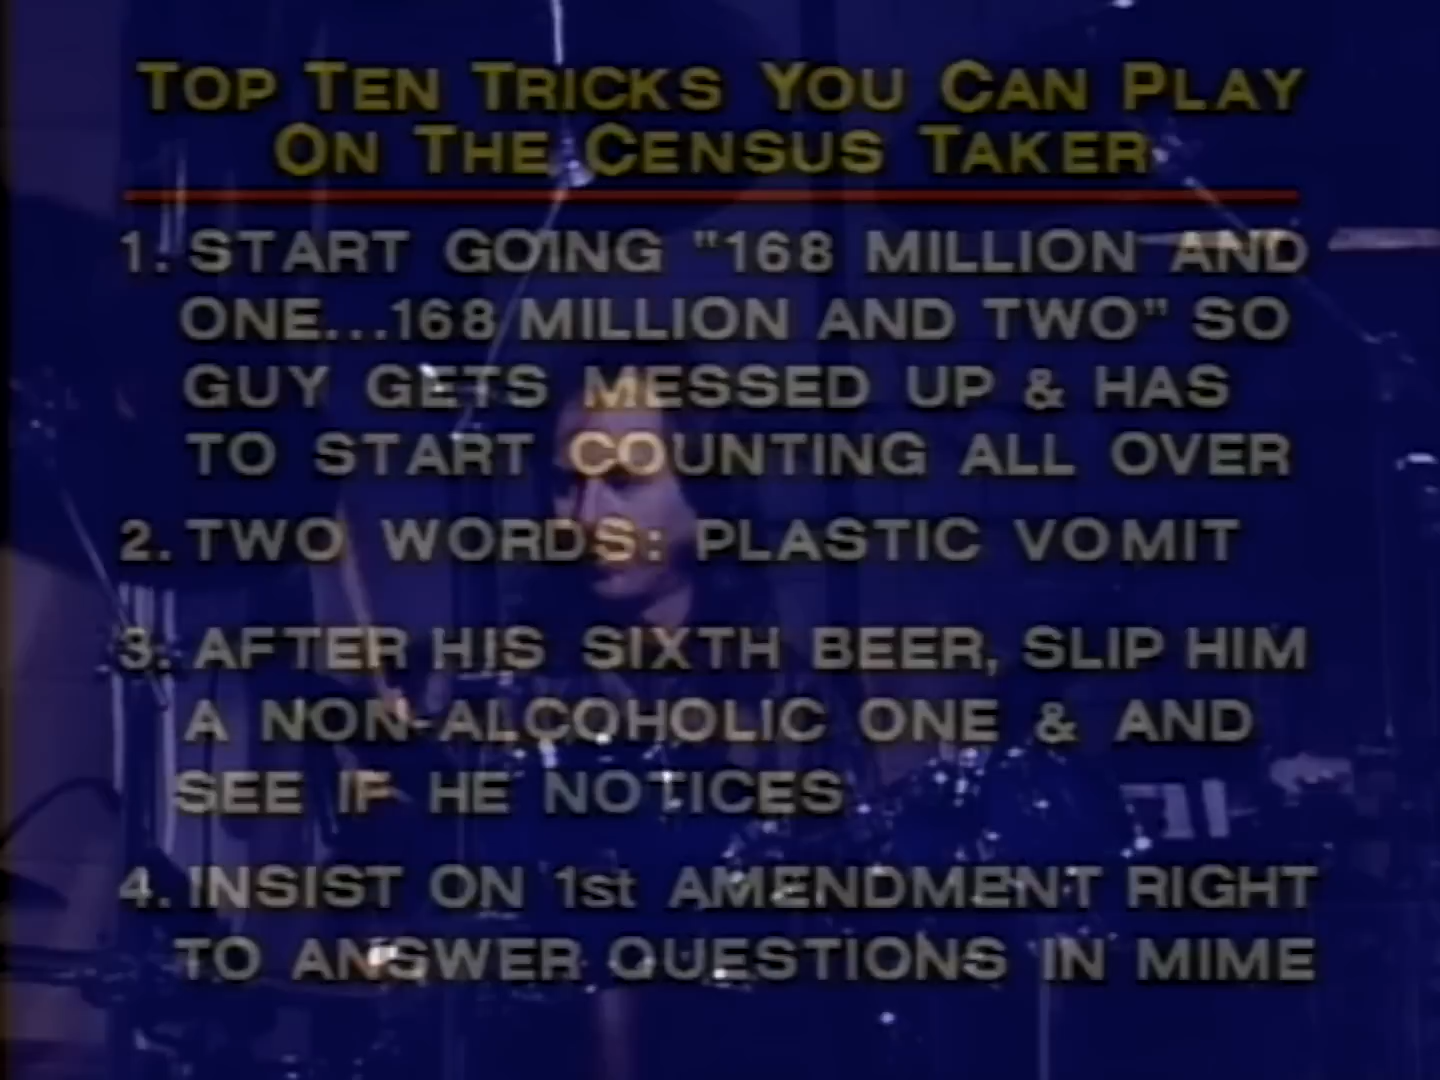 TOP TEN TRICKS YOU CAN PLAY
ON THE CENSUS TAKER
1. START GOING "168 MILLION AND
ONE...168 MILLION AND TWO" SO
GUY GETS MESSED UP & HAS
TO START COUNTING ALL OVER
2. TWO WORDS: PLASTIC VOMIT
3. AFTER HIS SIXTH BEER, SLIP HIM
A NON-ALCOHOLIC ONE & AND
SEE IF HE NOTICES
4. INSIST ON 1st AMENDMENT RIGHT
TO ANSWER QUESTIONS IN MIME